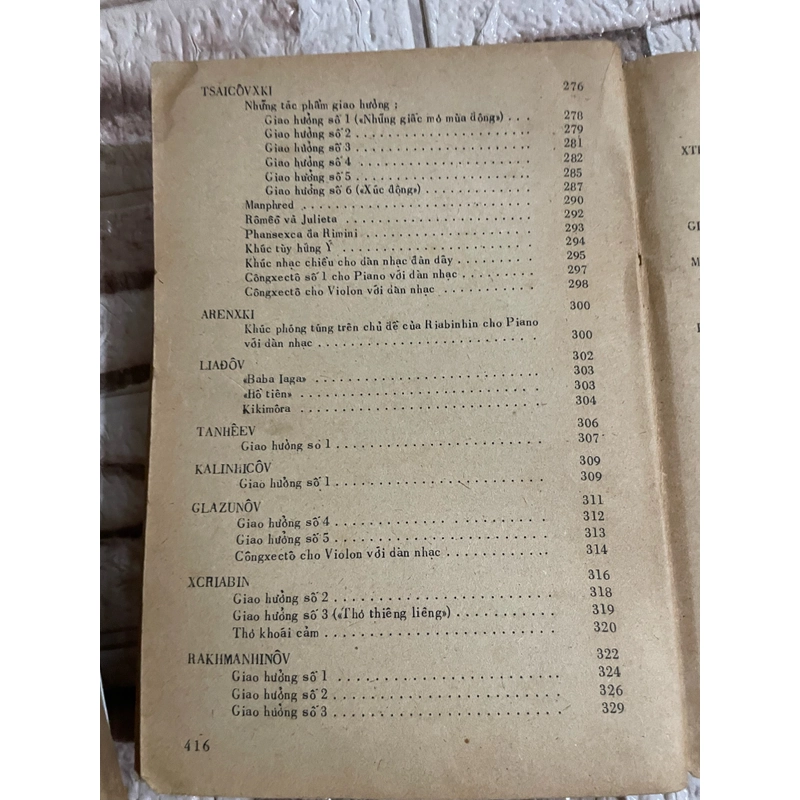 TSAICÔVXKI 276
Những tác phẩm giao hưởng :
Giao hưởng số 1 («Những giấc mơ mùa đông») . . . 278
Giao hưởng số 2 . . . . . . . . . . . . . . . . . . . . . 279
Giao hưởng số 3 . . . . . . . . . . . . . . . . . . . . . 281
Giao hưởng số 4 . . . . . . . . . . . . . . . . . . . . . 282
Giao hưởng số 5 . . . . . . . . . . . . . . . . . . . . . 285
Giao hưởng số 6 («Xúc động») . . . . . . . . . . . . . 287
Manphred . . . . . . . . . . . . . . . . . . . . . . . . . 290
Rômêô và Julieta . . . . . . . . . . . . . . . . . . . . . 292
Phansexca đa Rimini . . . . . . . . . . . . . . . . . . . 293
Khúc tùy hứng Ý . . . . . . . . . . . . . . . . . . . . . 294
Khúc nhạc chiều cho dàn nhạc đàn dây . . . . . . . . . 295
Côngxectô số 1 cho Piano với dàn nhạc . . . . . . . . . 297
Côngxectô cho Violon với dàn nhạc . . . . . . . . . . . 298
ARENXKI 300
Khúc phóng túng trên chủ đề của Riabinhin cho Piano
với dàn nhạc . . . . . . . . . . . . . . . . . . . . . . . 300
LIAĐÔV 302
«Baba Iaga» . . . . . . . . . . . . . . . . . . . . . . . 303
«Hồ tiên» . . . . . . . . . . . . . . . . . . . . . . . . 303
Kikimôra . . . . . . . . . . . . . . . . . . . . . . . . . 304
TANHÊEV 306
Giao hưởng số 1 . . . . . . . . . . . . . . . . . . . . . 307
KALINHICÔV 309
Giao hưởng số 1 . . . . . . . . . . . . . . . . . . . . . 309
GLAZUNÔV 311
Giao hưởng số 4 . . . . . . . . . . . . . . . . . . . . . 312
Giao hưởng số 5 . . . . . . . . . . . . . . . . . . . . . 313
Côngxectô cho Violon với dàn nhạc . . . . . . . . . . . 314
XCRIABIN 316
Giao hưởng số 2 . . . . . . . . . . . . . . . . . . . . . 318
Giao hưởng số 3 («Thơ thiêng liêng») . . . . . . . . . 319
Thơ khoái cảm . . . . . . . . . . . . . . . . . . . . . . 320
RAKHMANHINÔV 322
Giao hưởng số 1 . . . . . . . . . . . . . . . . . . . . . 324
Giao hưởng số 2 . . . . . . . . . . . . . . . . . . . . . 326
Giao hưởng số 3 . . . . . . . . . . . . . . . . . . . . . 329
416